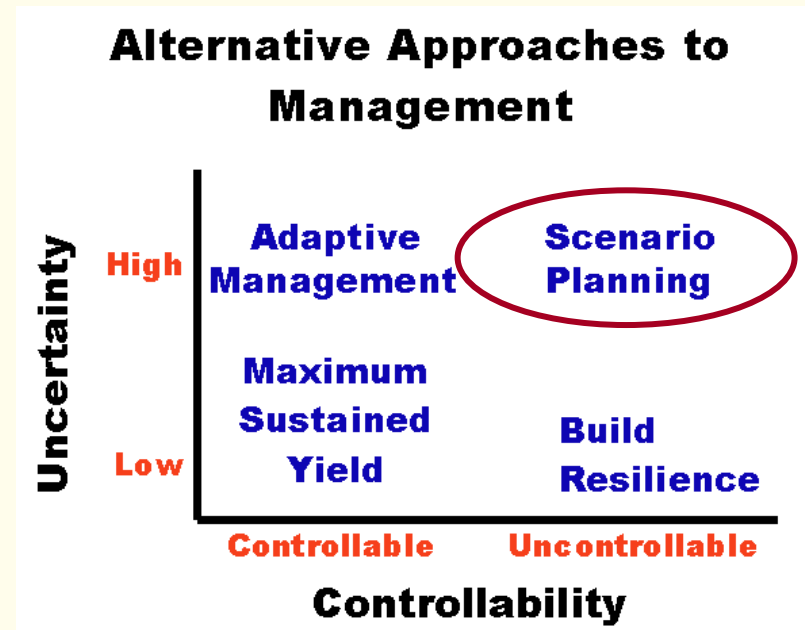 Alternative Approaches to
Management
Uncertainty
High
Adaptive
Management
Scenario
Planning
Low
Maximum
Sustained
Yield
Build
Resilience
Controllable
Uncontrollable
Controllability